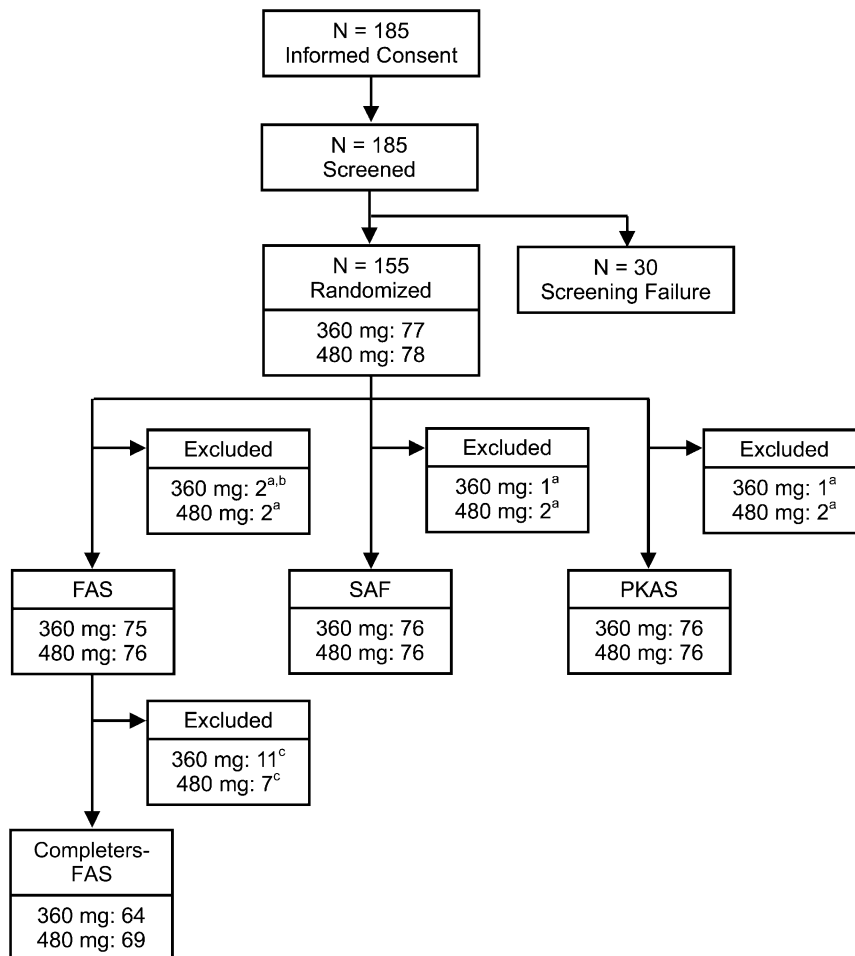 N = 185
Informed Consent
N = 185
Screened
N = 155
Randomized
360 mg: 77
480 mg: 78
N = 30
Screening Failure
Excluded
360 mg: 2a,b
480 mg: 2a
Excluded
360 mg: 1a
480 mg: 2a
Excluded
360 mg: 1a
480 mg: 2a
FAS
360 mg: 75
480 mg: 76
SAF
360 mg: 76
480 mg: 76
PKAS
360 mg: 76
480 mg: 76
Excluded
360 mg: 11c
480 mg: 7c
Completers-
FAS
360 mg: 64
480 mg: 69